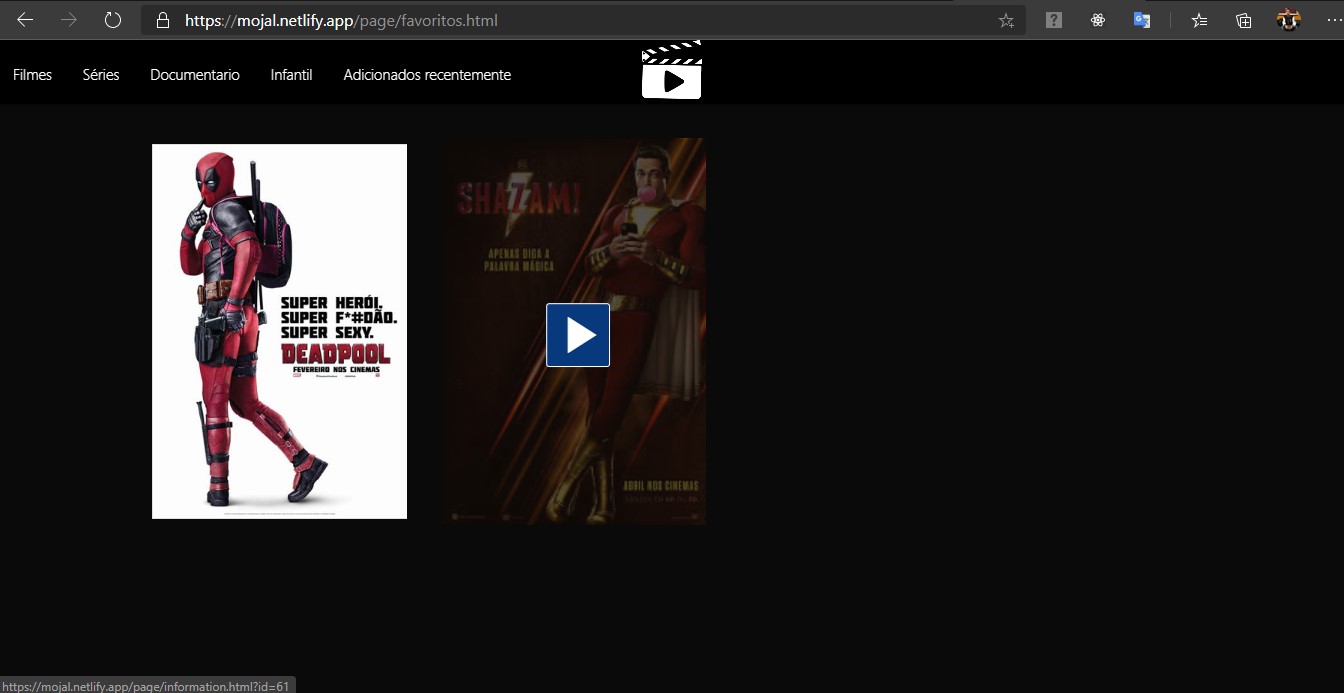 https://mojal.netlify.app/page/favoritos.html
Filmes
Séries
Documentario
Infantil
Adicionados recentemente
SUPER HERÓI.
SUPER F*#DÃO.
SUPER SEXY.
DEADPOOL
FEVEREIRO NOS CINEMAS
SHAZAM!
APENAS DIGA A
PALAVRA MÁGICA
ABRIL NOS CINEMAS
https://mojal.netlify.app/page/information.html?id=61